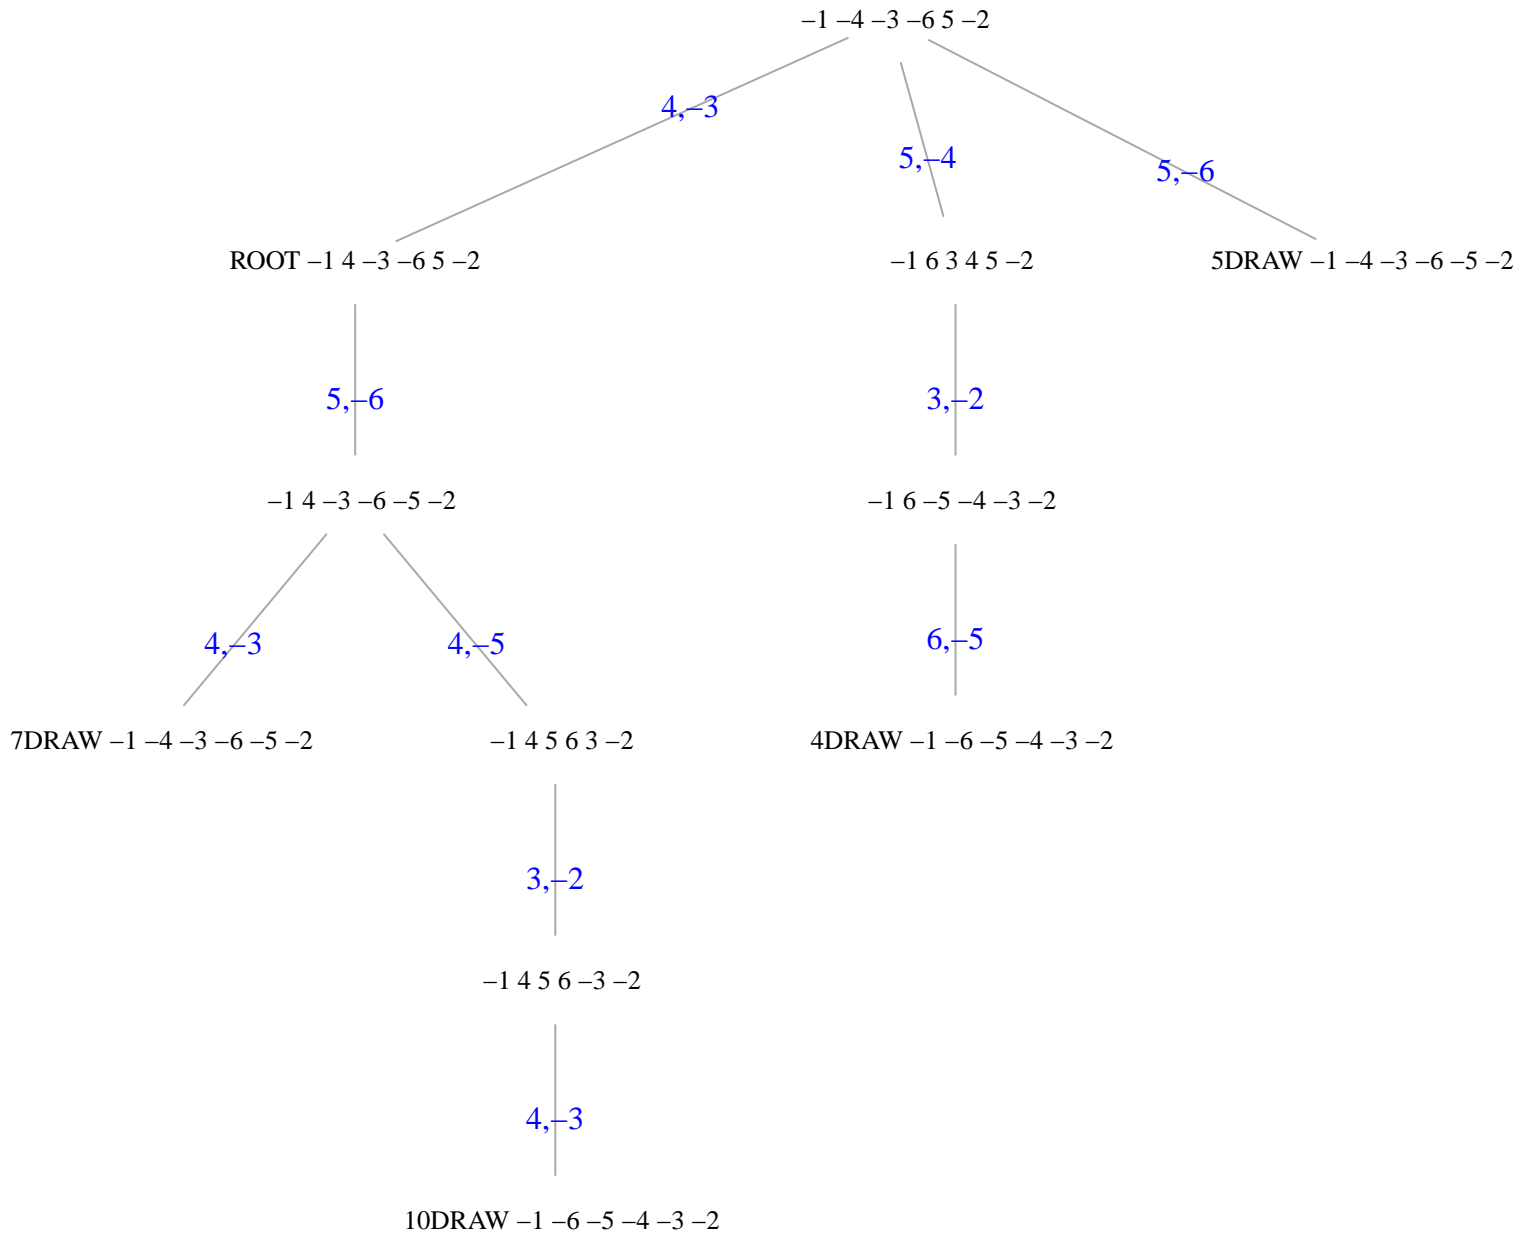 –1 –4 –3 –6 5 –2
4,–3
5,–4
5,–6
ROOT –1 4 –3 –6 5 –2
–1 6 3 4 5 –2
5DRAW –1 –4 –3 –6 –5 –2
5,–6
3,–2
–1 4 –3 –6 –5 –2
–1 6 –5 –4 –3 –2
4,–3
4,–5
6,–5
7DRAW –1 –4 –3 –6 –5 –2
–1 4 5 6 3 –2
4DRAW –1 –6 –5 –4 –3 –2
3,–2
–1 4 5 6 –3 –2
4,–3
10DRAW –1 –6 –5 –4 –3 –2